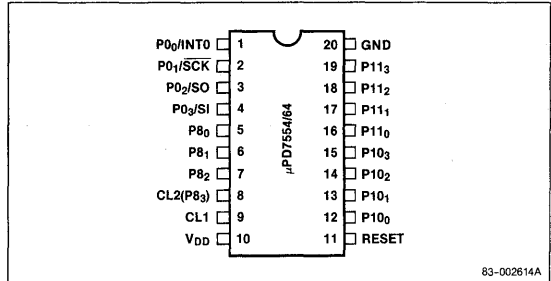 P0₀/INT0 1 20 GND
P0₁/S̅C̅K̅ 2 19 P11₃
P0₂/SO 3 18 P11₂
P0₃/SI 4 17 P11₁
P8₀ 5 16 P11₀
P8₁ 6 15 P10₃
P8₂ 7 14 P10₂
CL2(P8₃) 8 13 P10₁
CL1 9 12 P10₀
V_DD 10 11 RESET
µPD7554/64
83-002614A